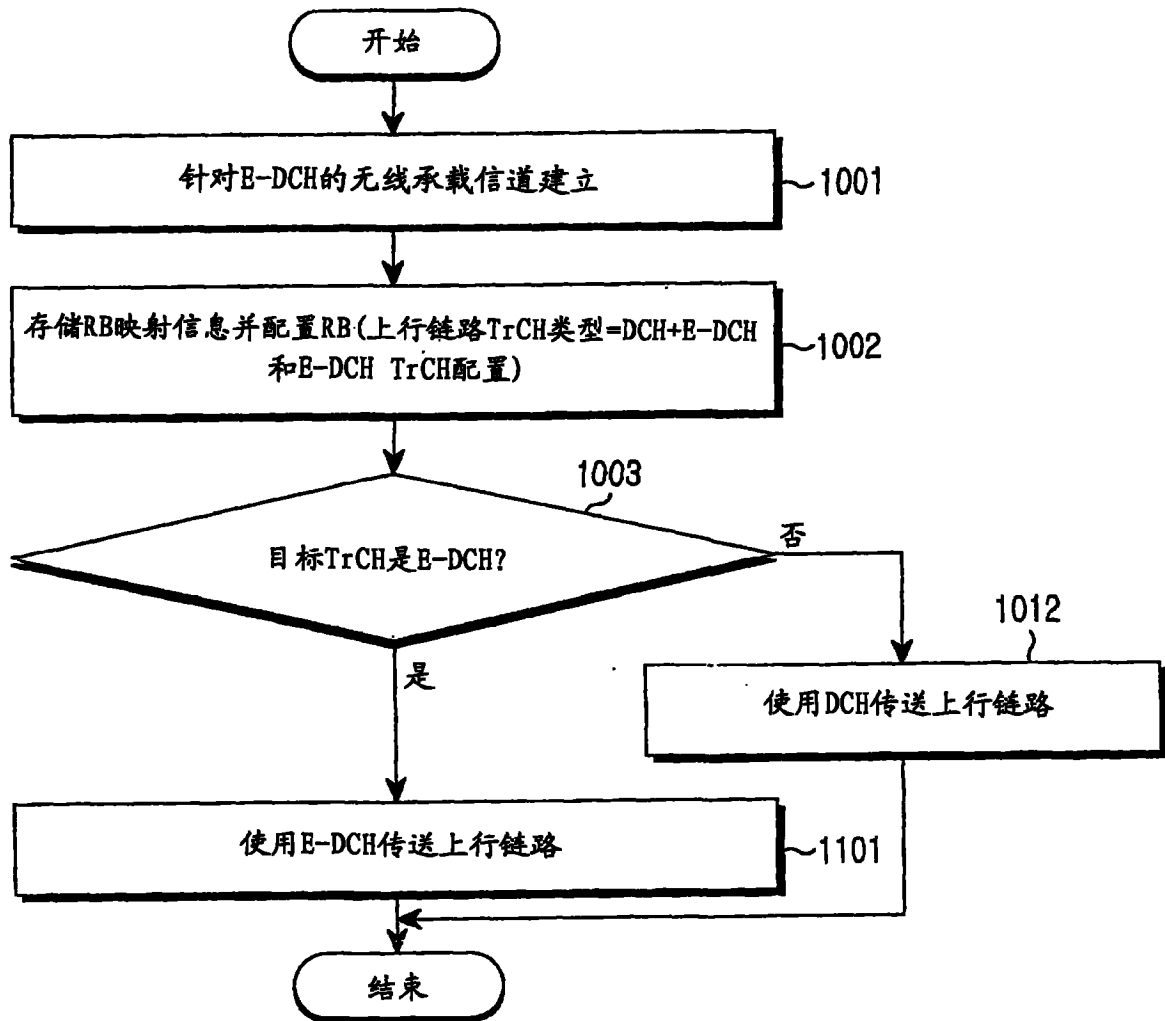 开始
针对E-DCH的无线承载信道建立
1001
存储RB映射信息并配置RB(上行链路TrCH类型=DCH+E-DCH
和E-DCH TrCH配置)
1002
1003
目标TrCH是E-DCH?
否
是
1012
使用DCH传送上行链路
使用E-DCH传送上行链路
1101
结束